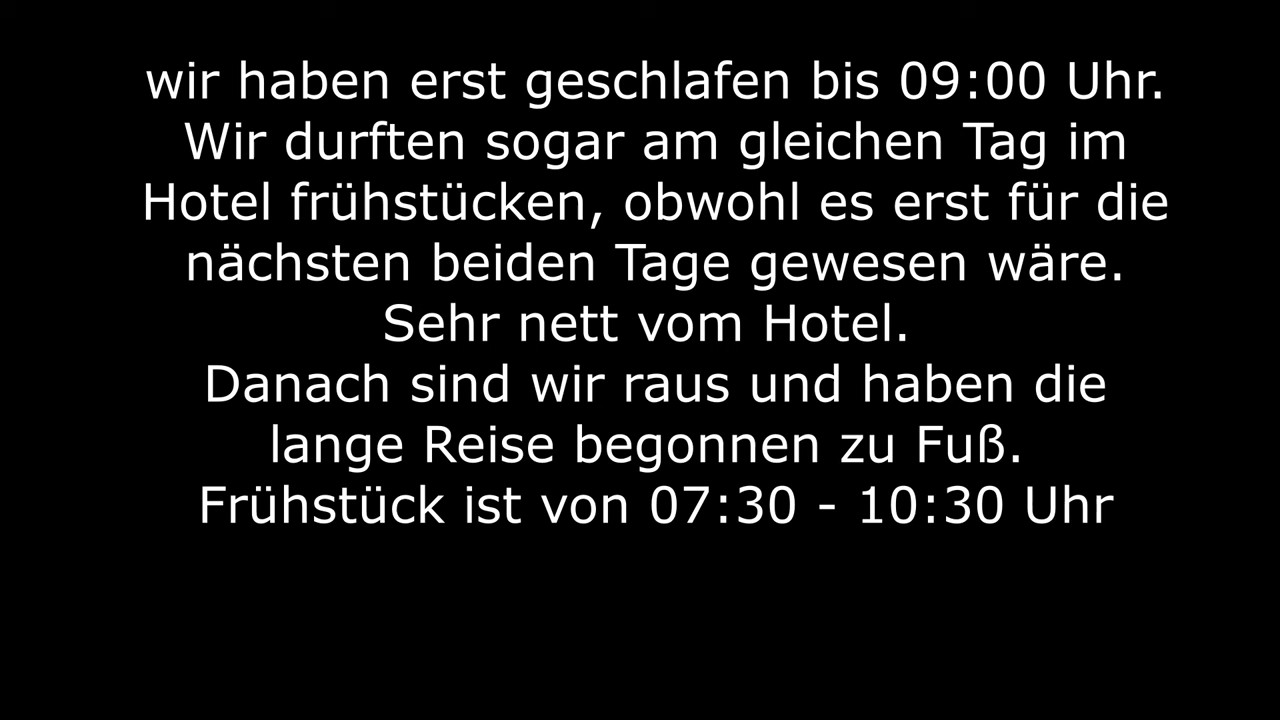 wir haben erst geschlafen bis 09:00 Uhr.
Wir durften sogar am gleichen Tag im
Hotel frühstücken, obwohl es erst für die
nächsten beiden Tage gewesen wäre.
Sehr nett vom Hotel.
Danach sind wir raus und haben die
lange Reise begonnen zu Fuß.
Frühstück ist von 07:30 - 10:30 Uhr